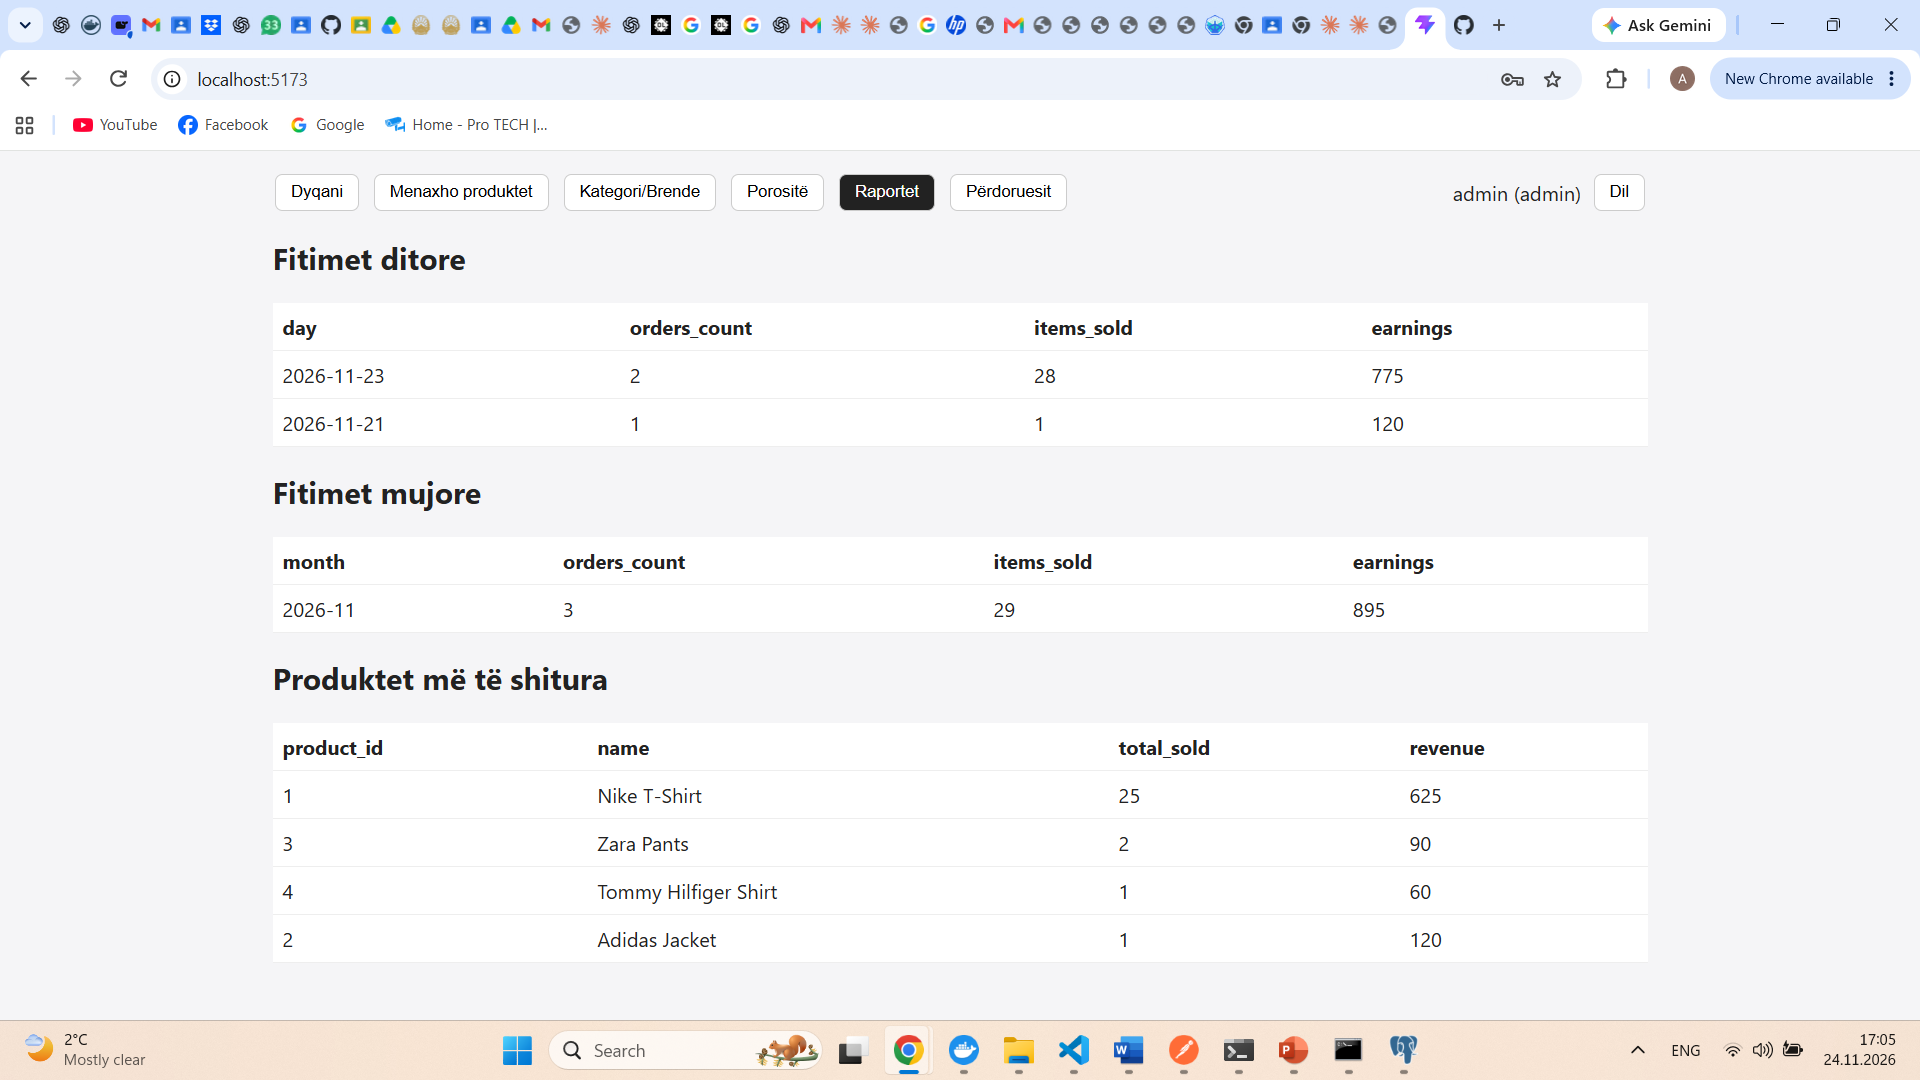 33
Ask Gemini
localhost:5173
A
New Chrome available
YouTube
Facebook
Google
Home - Pro TECH |...
Dyqani
Menaxho produktet
Kategori/Brende
Porositë
Raportet
Përdoruesit
admin (admin)
Dil
Fitimet ditore
day orders_count items_sold earnings
2026-11-23 2 28 775
2026-11-21 1 1 120
Fitimet mujore
month orders_count items_sold earnings
2026-11 3 29 895
Produktet më të shitura
product_id name total_sold revenue
1 Nike T-Shirt 25 625
3 Zara Pants 2 90
4 Tommy Hilfiger Shirt 1 60
2 Adidas Jacket 1 120
2°C
Mostly clear
Search
ENG
17:05
24.11.2026